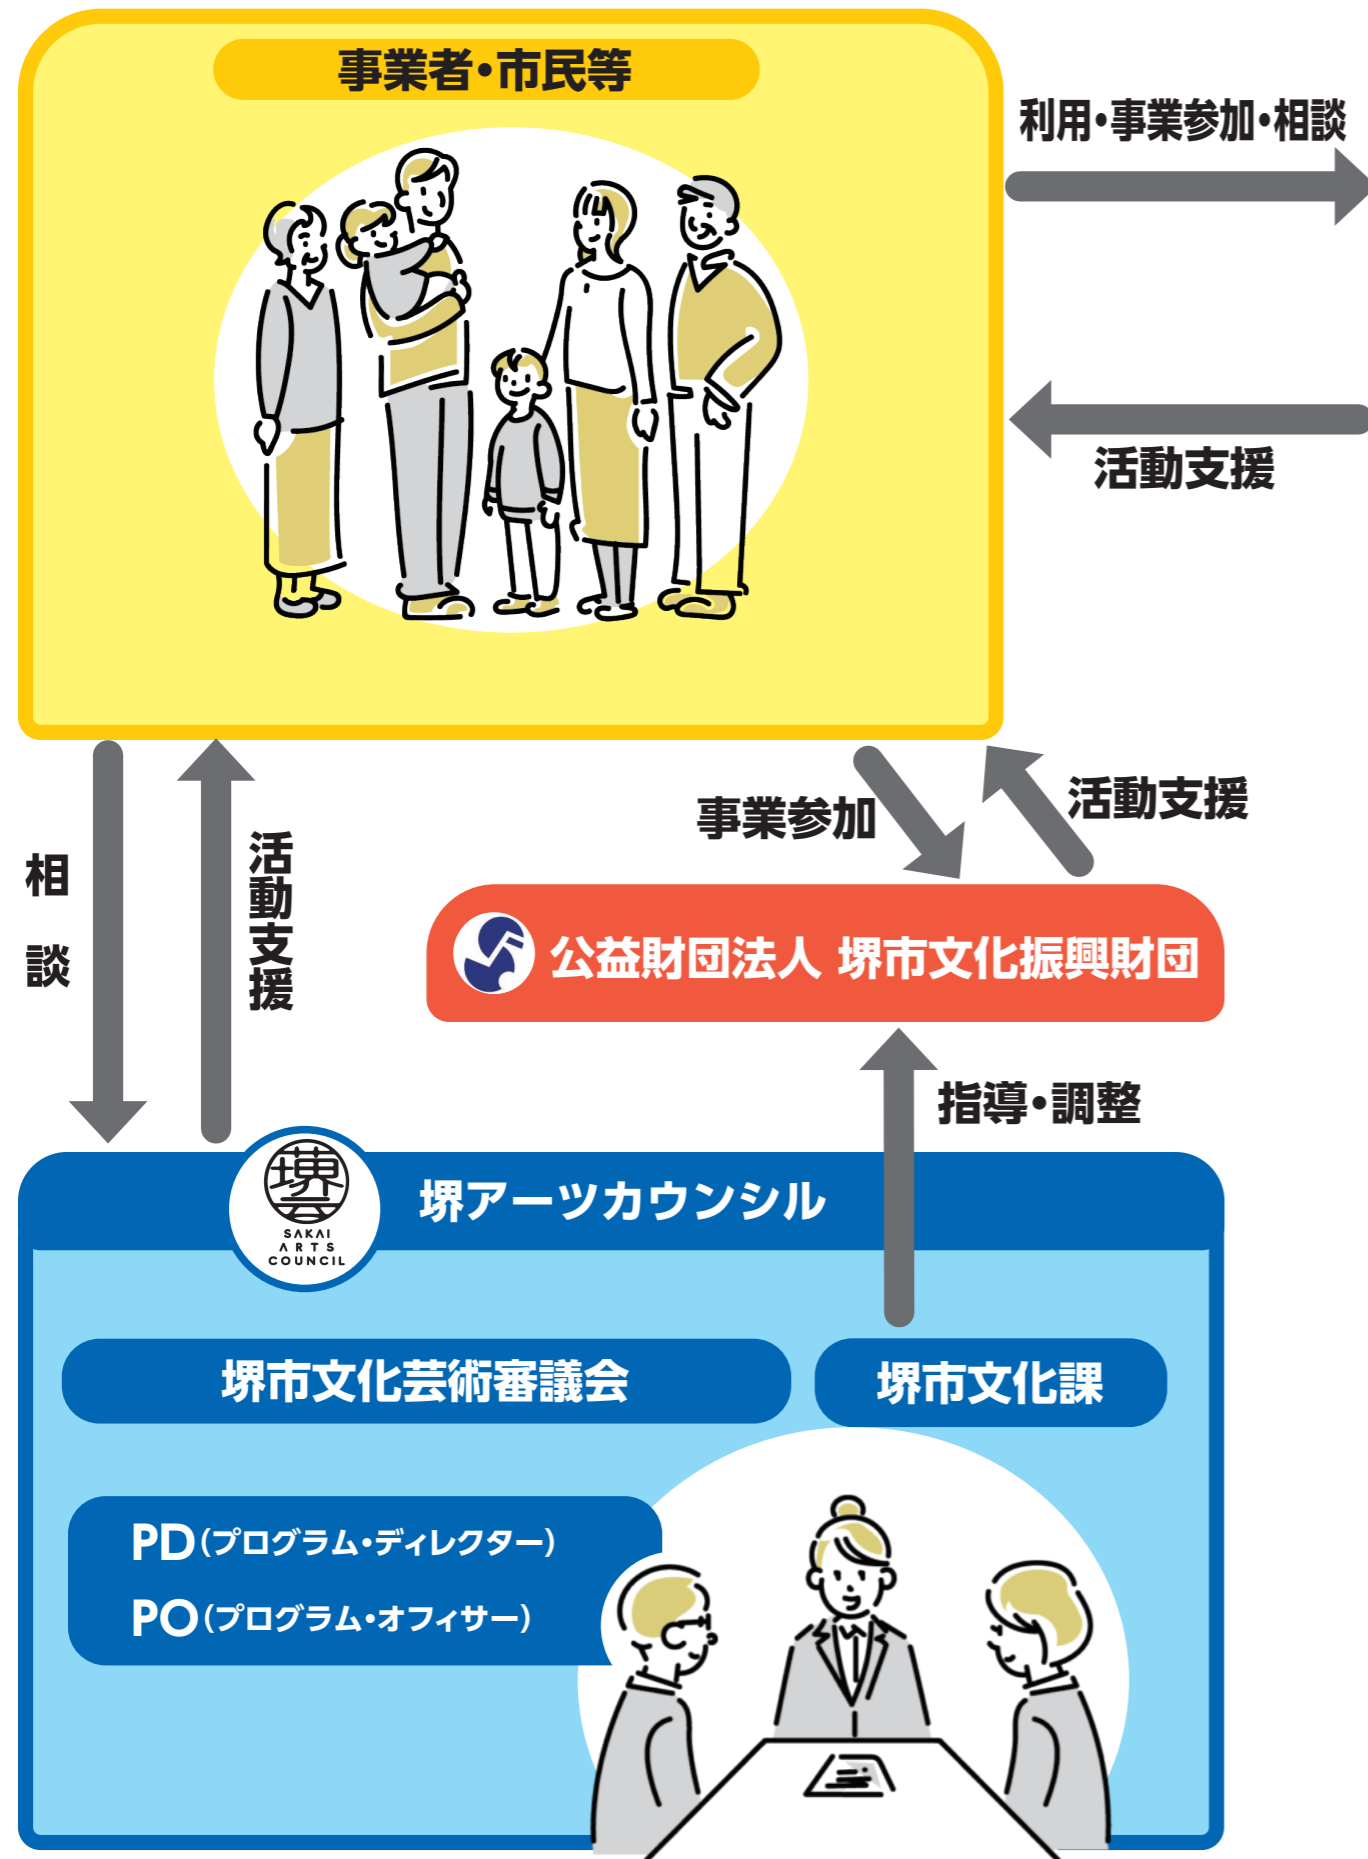 事業者・市民等
利用・事業参加・相談
活動支援
相談
活動支援
事業参加
活動支援
公益財団法人 堺市文化振興財団
指導・調整
堺
SAKAI
ARTS
COUNCIL
堺アーツカウンシル
堺市文化芸術審議会
堺市文化課
PD(プログラム・ディレクター)
PO(プログラム・オフィサー)